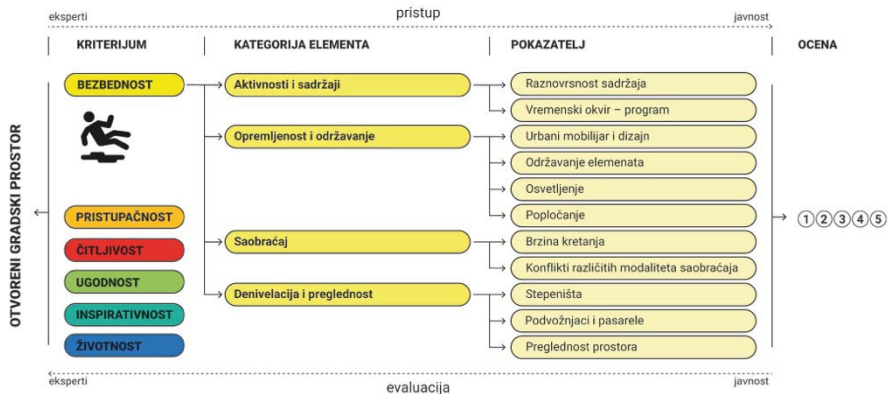 eksperti
pristup
javnost
KRITERIJUM
KATEGORIJA ELEMENTA
POKAZATELJ
OCENA
OTVORENI GRADSKI PROSTOR
BEZBEDNOST
Aktivnosti i sadržaji
Raznovrsnost sadržaja
Vremenski okvir – program
Opremljenost i održavanje
Urbani mobilijar i dizajn
Održavanje elemenata
Osvetljenje
Popločanje
PRISTUPAČNOST
ČITLJIVOST
UGODNOST
INSPIRATIVNOST
ŽIVOTNOST
Saobraćaj
Brzina kretanja
Konflikti različitih modaliteta saobraćaja
Denivelacija i preglednost
Stepeništa
Podvožnjaci i pasarele
Preglednost prostora
1 2 3 4 5
eksperti
evaluacija
javnost